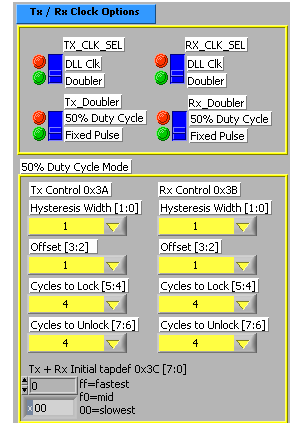 Tx / Rx Clock Options
TX_CLK_SEL RX_CLK_SEL
DLL Clk DLL Clk
Doubler Doubler
Tx_Doubler Rx_Doubler
50% Duty Cycle 50% Duty Cycle
Fixed Pulse Fixed Pulse
50% Duty Cycle Mode
Tx Control 0x3A Rx Control 0x3B
Hysteresis Width [1:0] Hysteresis Width [1:0]
1 1
Offset [3:2] Offset [3:2]
1 1
Cycles to Lock [5:4] Cycles to Lock [5:4]
4 4
Cycles to Unlock [7:6] Cycles to Unlock [7:6]
4 4
Tx + Rx Initial tapdef 0x3C [7:0]
0 ff=fastest
f0=mid
x00 00=slowest